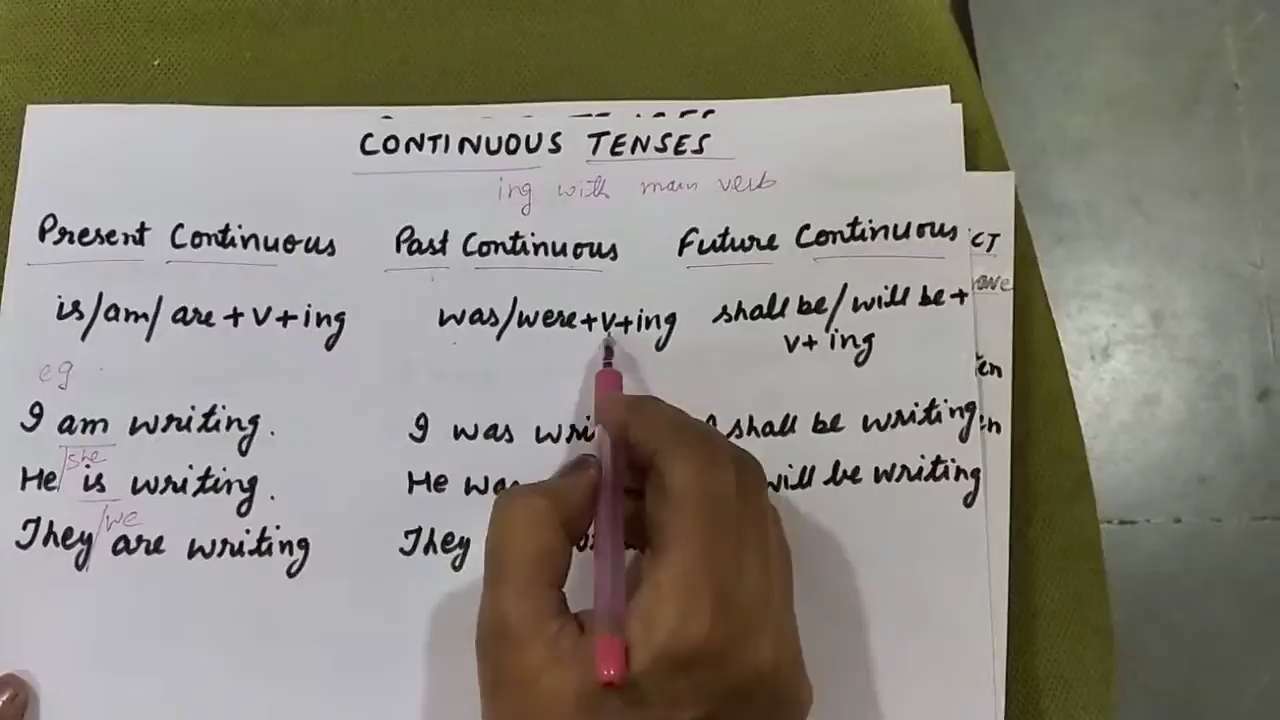 CONTINUOUS TENSES
ing with main verb
Present Continuous
is/am/are+v+ing
eg
I am writing.
He/she is writing.
They/we are writing
Past Continuous
was/were+v+ing
I was
He was
They
Future Continuous
shall be/will be+
v+ing
shall be writing
will be writing
CT